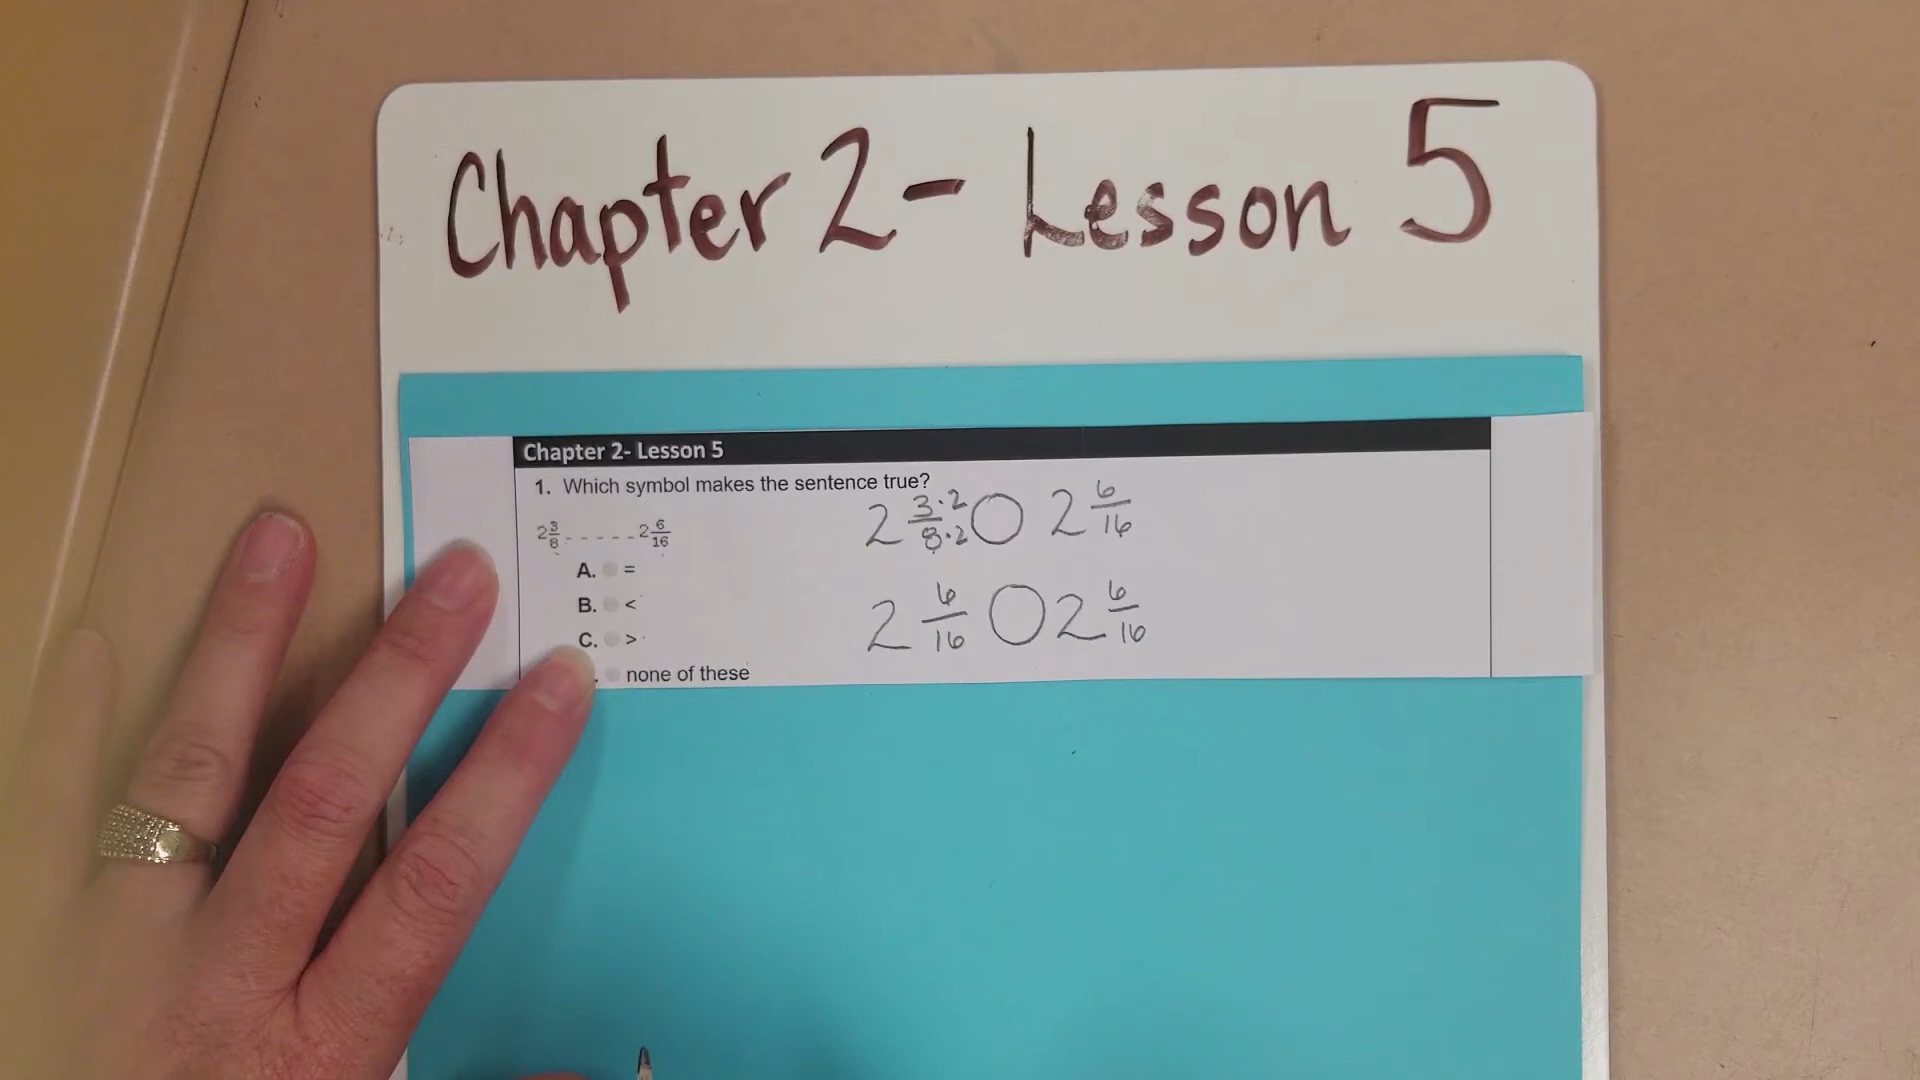 Chapter 2- Lesson 5
Chapter 2- Lesson 5
1. Which symbol makes the sentence true?
2 3/8 - - - - - 2 6/16
A. =
B. <
C. >
none of these
2 3·2/8·2 ○ 2 6/16
2 6/16 ○ 2 6/16